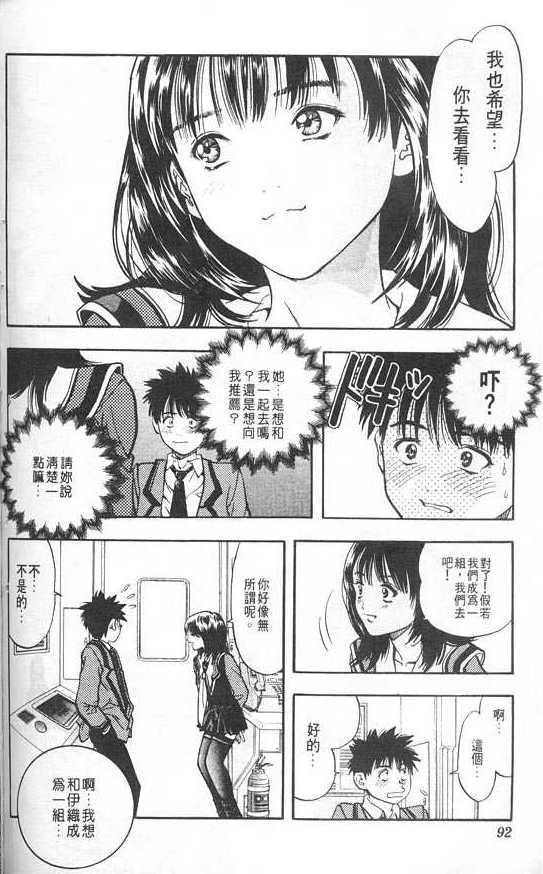 我也希望…
你去看看…
吓？
ドキッ
她…是想和
我一起去嗎
？還是想向
我推薦？
請妳說
清楚一
點嘛…
對了！假若
我們成為一
組，我們去
吧！
啊…
這個…
好的…
你好像無
所謂呢。
不…
不是的…
啊…我想
和伊織成
為一組…
92